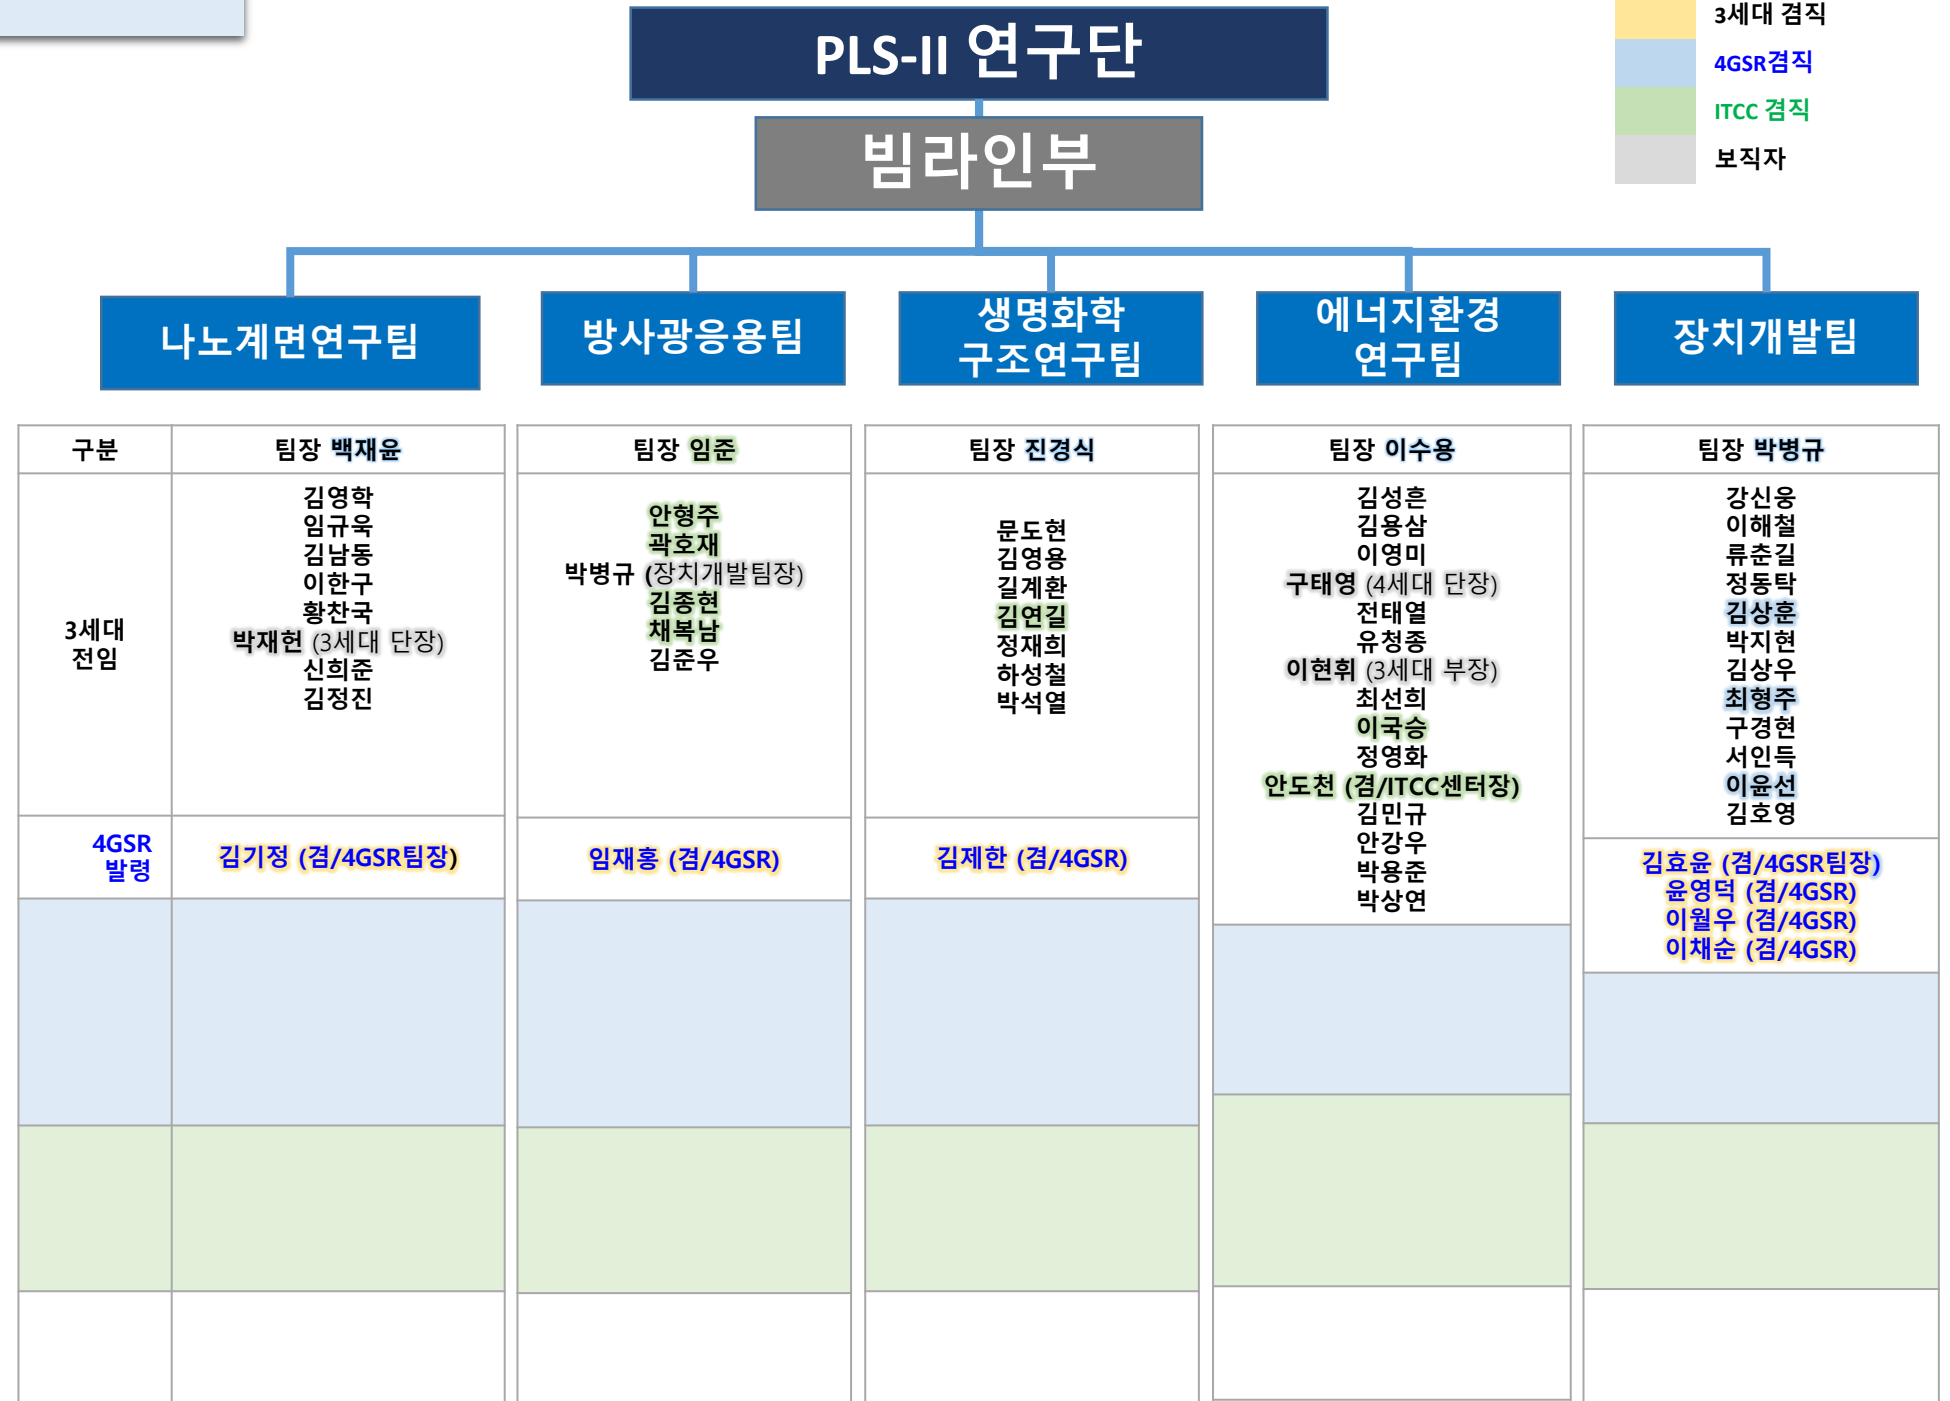 PLS-II 연구단
빔라인부
3세대 겸직
4GSR겸직
ITCC 겸직
보직자
나노계면연구팀
방사광응용팀
생명화학
구조연구팀
에너지환경
연구팀
장치개발팀
구분
팀장 백재윤
3세대
전임
김영학
임규욱
김남동
이한구
황찬국
박재헌 (3세대 단장)
신희준
김정진
4GSR
발령
김기정 (겸/4GSR팀장)
팀장 임준
안형주
곽호재
박병규 (장치개발팀장)
김종현
채복남
김준우
임재홍 (겸/4GSR)
팀장 진경식
문도현
김영용
길계환
김연길
정재희
하성철
박석열
김제한 (겸/4GSR)
팀장 이수용
김성흔
김용삼
이영미
구태영 (4세대 단장)
전태열
유청종
이현휘 (3세대 부장)
최선희
이국승
정영화
안도천 (겸/ITCC센터장)
김민규
안강우
박용준
박상연
팀장 박병규
강신웅
이해철
류춘길
정동탁
김상훈
박지현
김상우
최형주
구경현
서인득
이윤선
김호영
김효윤 (겸/4GSR팀장)
윤영덕 (겸/4GSR)
이월우 (겸/4GSR)
이채순 (겸/4GSR)